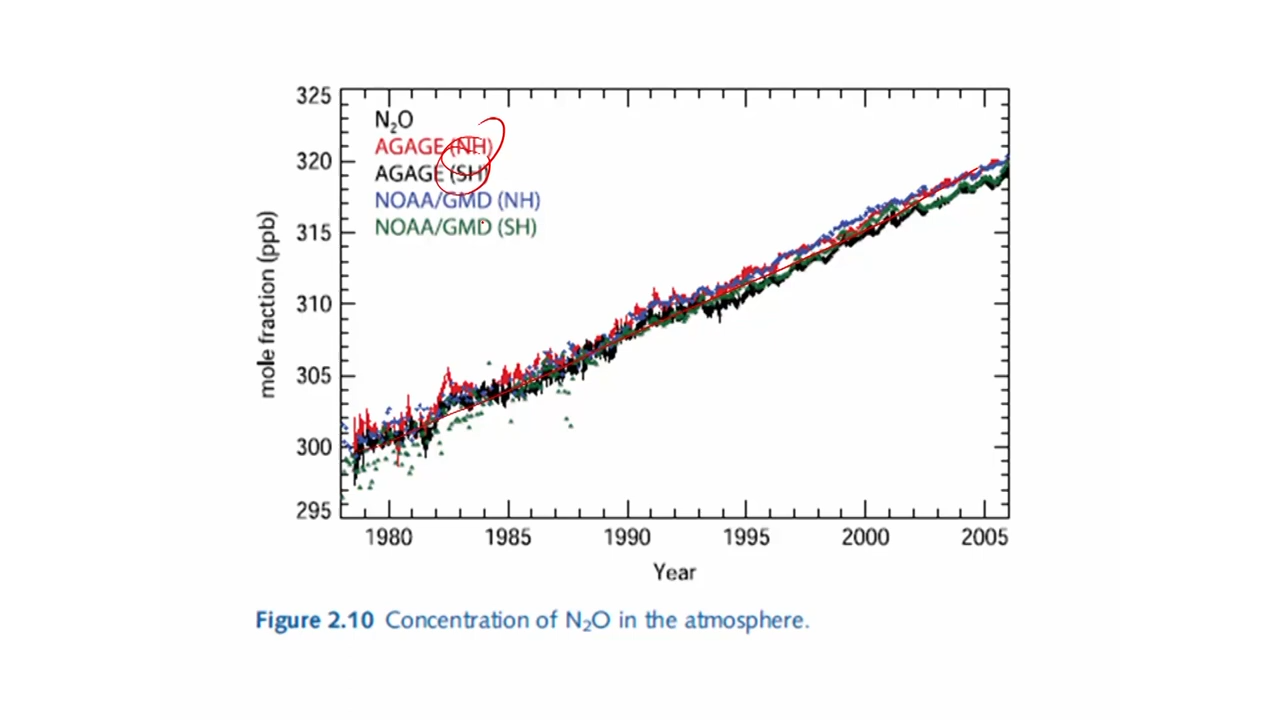 325
N₂O
AGAGE (NH)
AGAGE (SH)
NOAA/GMD (NH)
NOAA/GMD (SH)
320
315
310
305
300
295
mole fraction (ppb)
1980 1985 1990 1995 2000 2005
Year
Figure 2.10 Concentration of N₂O in the atmosphere.